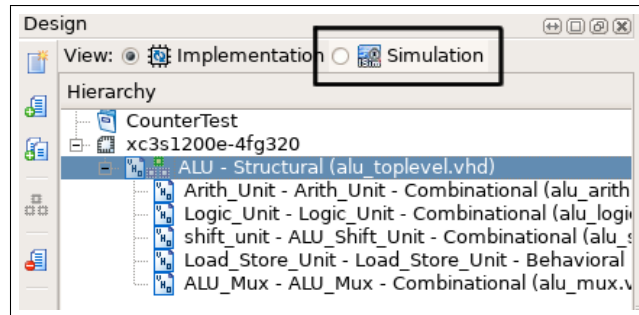 Design
View: Implementation Simulation
Hierarchy
CounterTest
xc3s1200e-4fg320
ALU - Structural (alu_toplevel.vhd)
Arith_Unit - Arith_Unit - Combinational (alu_arith
Logic_Unit - Logic_Unit - Combinational (alu_logi
shift_unit - ALU_Shift_Unit - Combinational (alu_s
Load_Store_Unit - Load_Store_Unit - Behavioral
ALU_Mux - ALU_Mux - Combinational (alu_mux.v